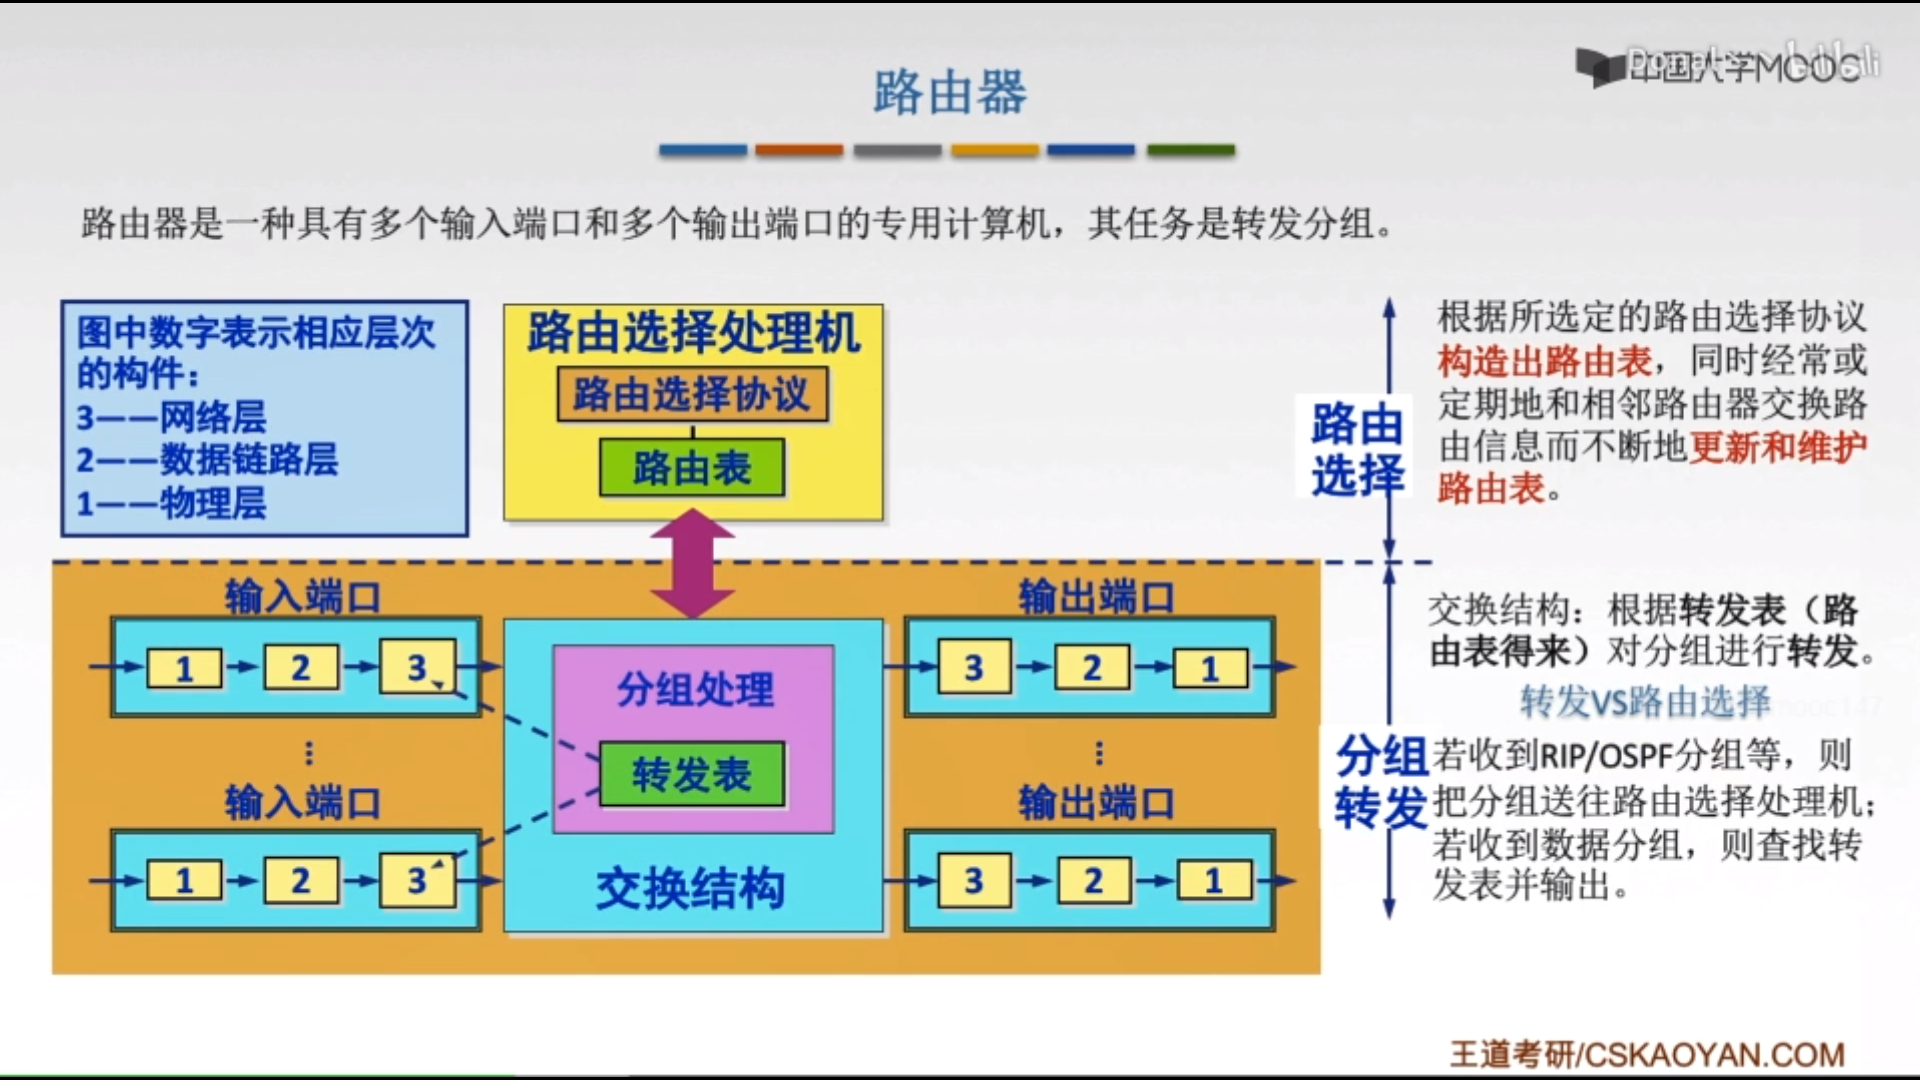 路由器
中国大学MOOC
bilibili
路由器是一种具有多个输入端口和多个输出端口的专用计算机，其任务是转发分组。
图中数字表示相应层次
的构件：
3——网络层
2——数据链路层
1——物理层
路由选择处理机
路由选择协议
路由表
路由
选择
根据所选定的路由选择协议
构造出路由表，同时经常或
定期地和相邻路由器交换路
由信息而不断地更新和维护
路由表。
输入端口
1 2 3
输入端口
1 2 3
分组处理
转发表
交换结构
输出端口
3 2 1
输出端口
3 2 1
分组
转发
交换结构：根据转发表（路
由表得来）对分组进行转发。
转发VS路由选择
若收到RIP/OSPF分组等，则
把分组送往路由选择处理机；
若收到数据分组，则查找转
发表并输出。
王道考研/CSKAOYAN.COM